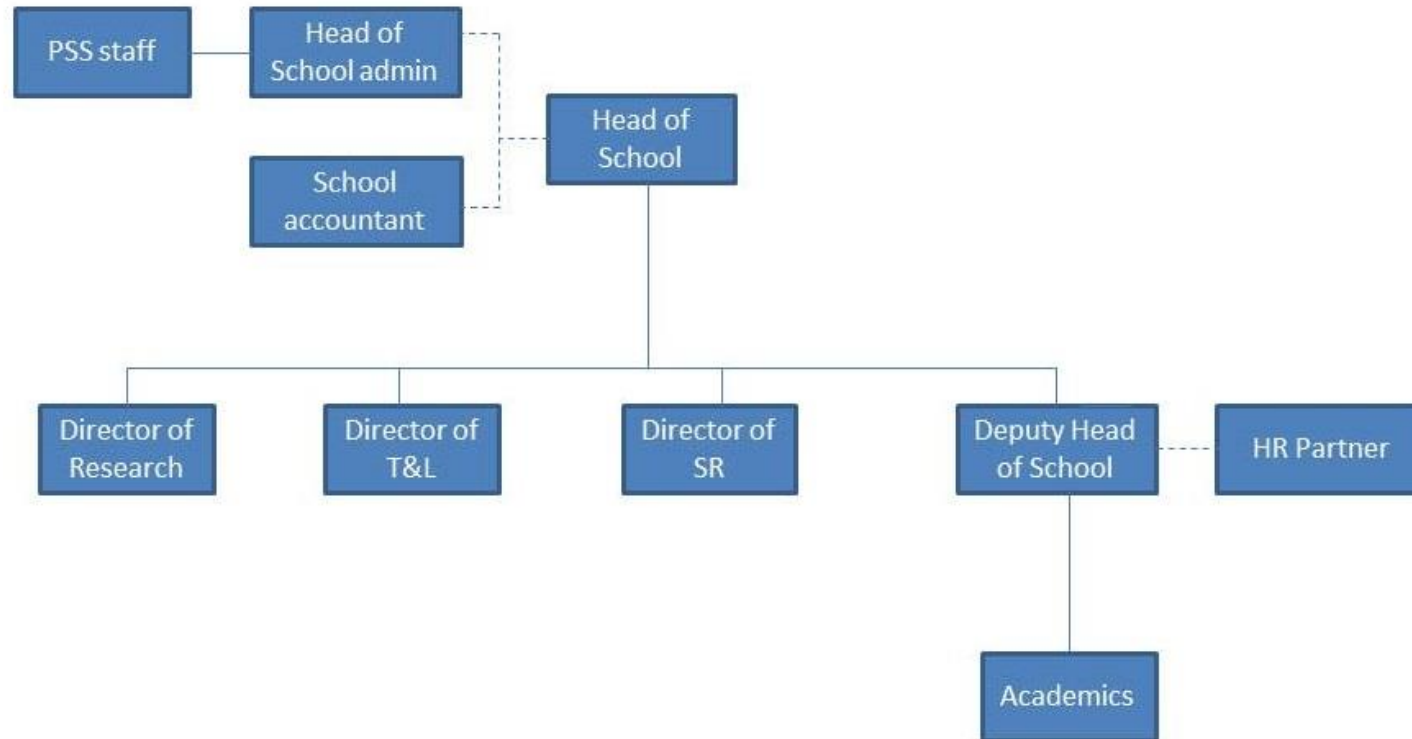 PSS staff
Head of
School admin
Head of
School
School
accountant
Director of
Research
Director of
T&L
Director of
SR
Deputy Head
of School
HR Partner
Academics